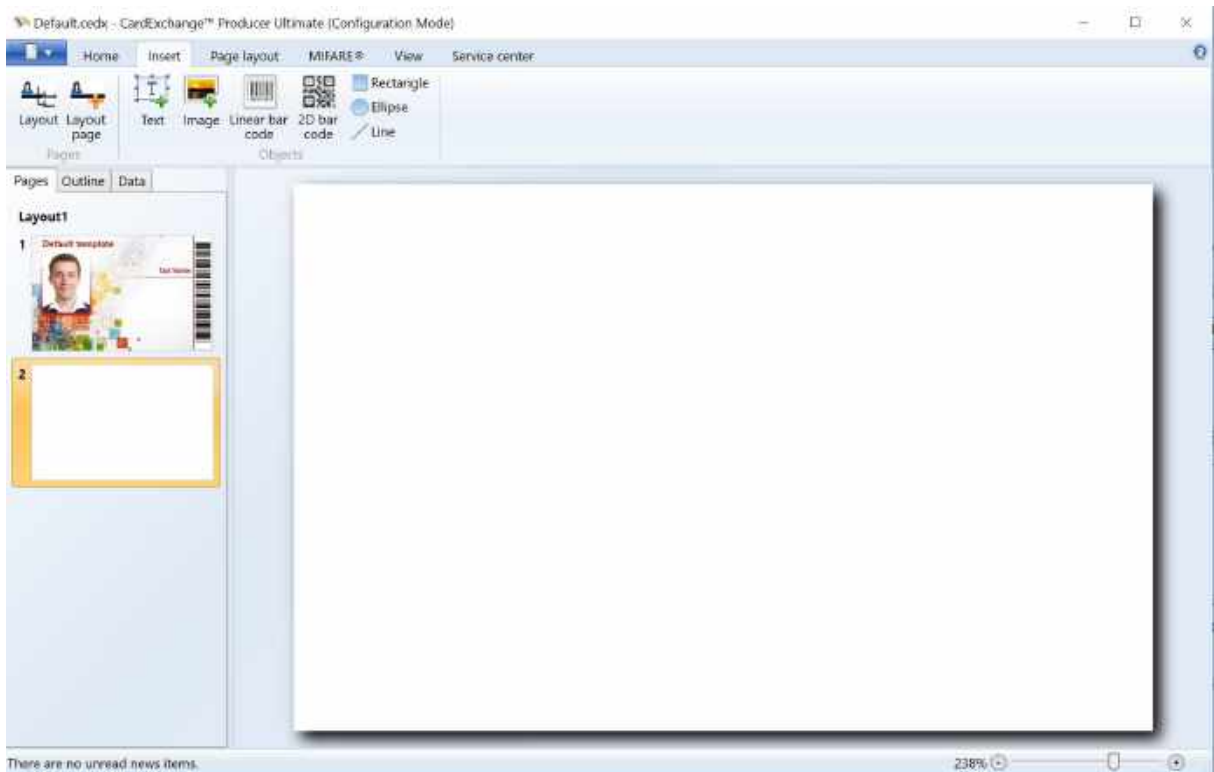 Default.cedx - CardExchange™ Producer Ultimate (Configuration Mode)
Home Insert Page layout MIFARE® View Service center
Layout Layout page Text Image Linear bar code 2D bar code Rectangle
Ellipse
Line
Pages Objects
Pages Outline Data
Layout1
1 Default template
Last Name
2
There are no unread news items. 238%